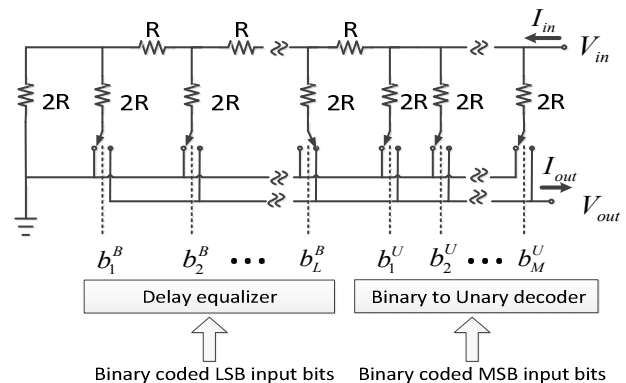 R R R I_in
V_in
2R 2R 2R 2R 2R 2R 2R
I_out
V_out
b_1^B b_2^B ••• b_L^B b_1^U b_2^U ••• b_M^U
Delay equalizer Binary to Unary decoder
Binary coded LSB input bits Binary coded MSB input bits